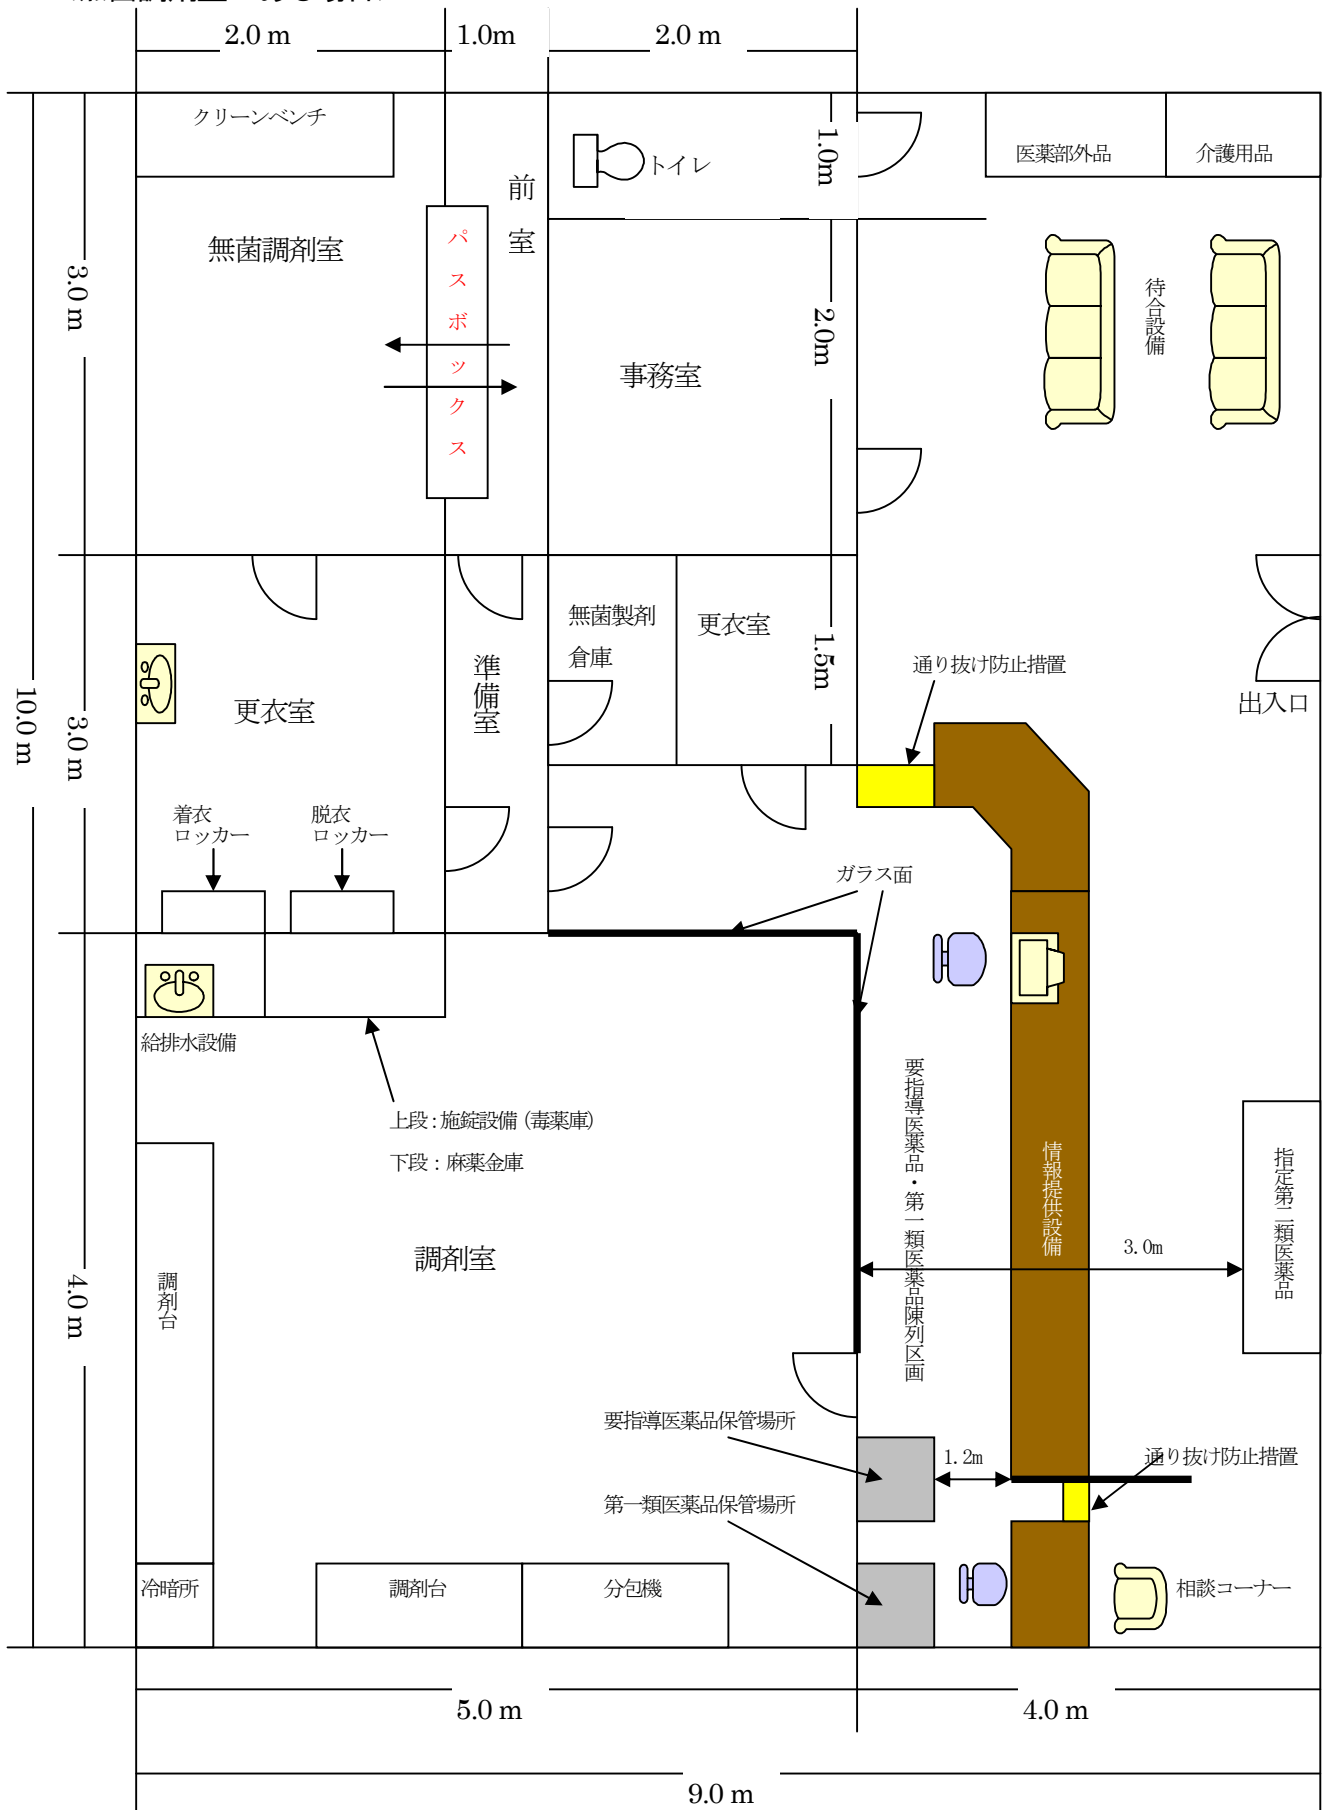 2.0 m
1.0m
2.0 m
クリーンベンチ
トイレ
1.0m
医薬部外品
介護用品
前室
無菌調剤室
パスボックス
3.0 m
2.0m
待合設備
事務室
無菌製剤
倉庫
更衣室
1.5m
準備室
通り抜け防止措置
10.0 m
3.0 m
更衣室
出入口
着衣
ロッカー
脱衣
ロッカー
ガラス面
給排水設備
上段：施錠設備（毒薬庫）
下段：麻薬金庫
要指導医薬品・第一類医薬品陳列区画
情報提供設備
指定第二類医薬品
3.0m
調剤室
調剤台
4.0 m
要指導医薬品保管場所
1.2m
通り抜け防止措置
第一類医薬品保管場所
冷暗所
調剤台
分包機
相談コーナー
5.0 m
4.0 m
9.0 m